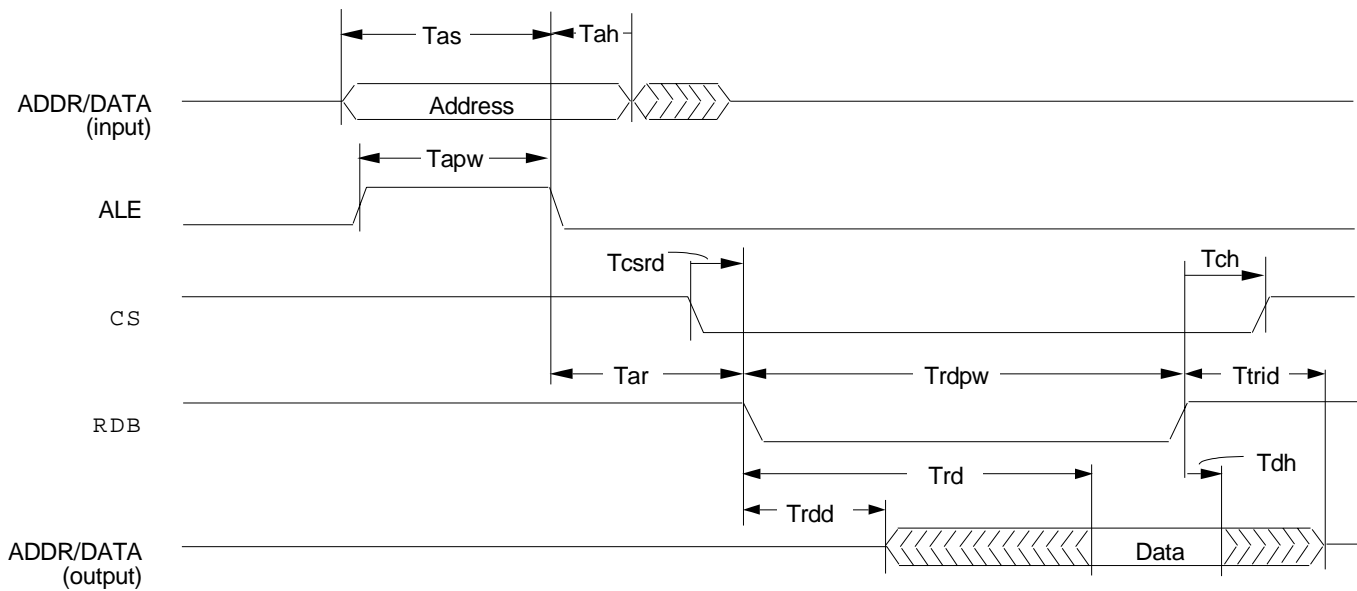 Tas
Tah
ADDR/DATA
(input)
Address
Tapw
ALE
Tcsrd
Tch
CS
Tar
Trdpw
Ttrid
RDB
Trd
Tdh
Trdd
ADDR/DATA
(output)
Data